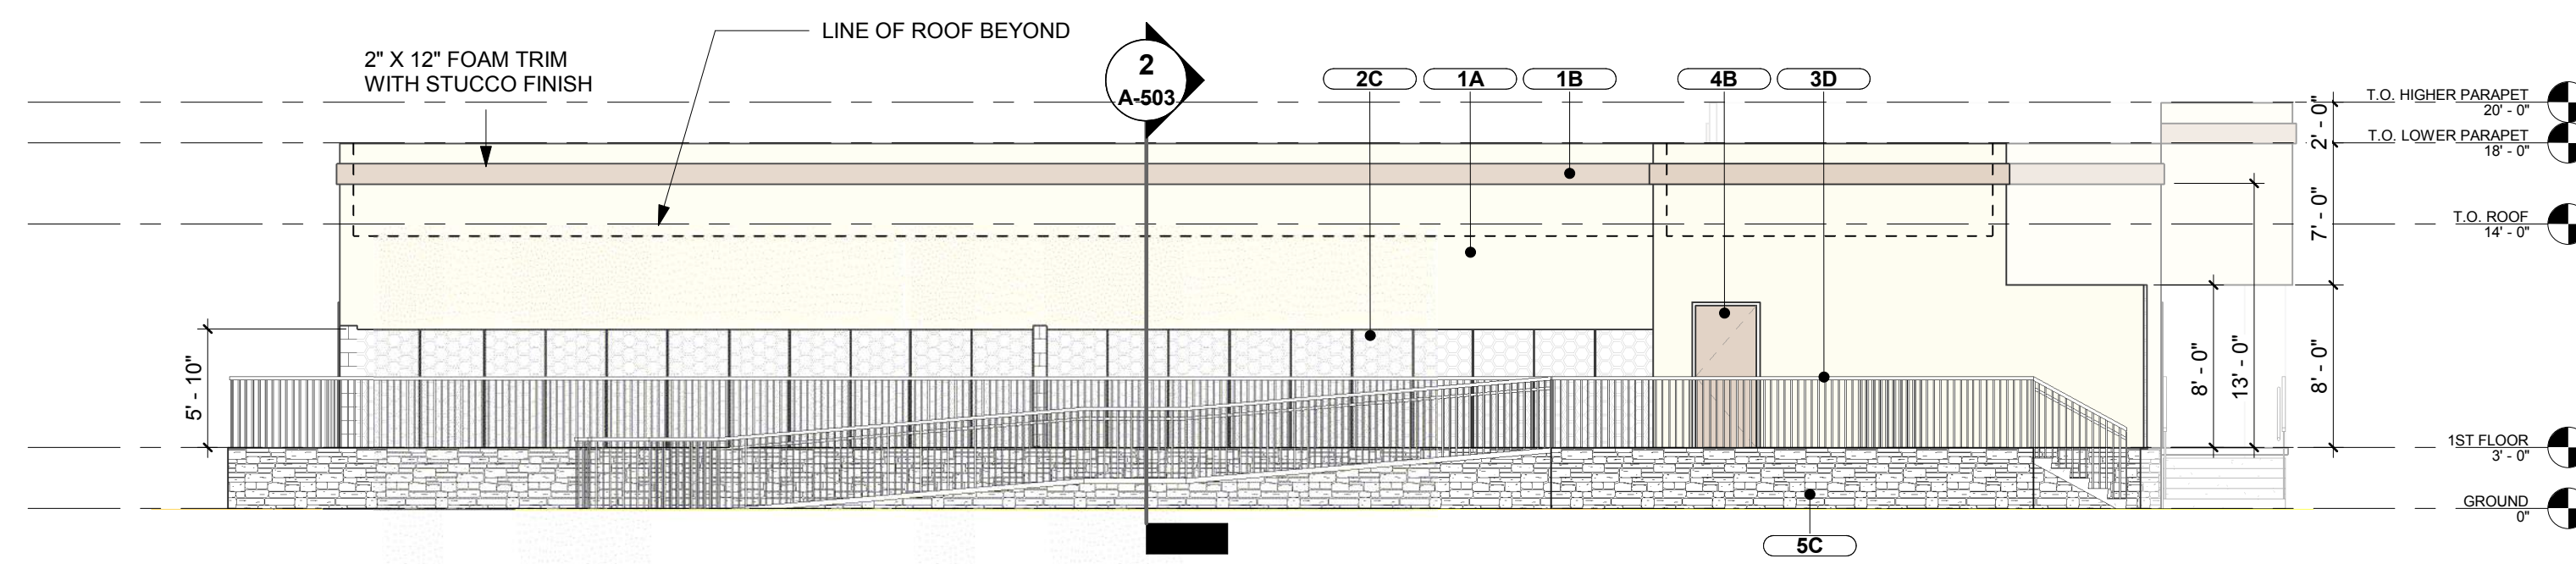 LINE OF ROOF BEYOND
2" X 12" FOAM TRIM
WITH STUCCO FINISH
2
A-503
2C
1A
1B
4B
3D
T.O. HIGHER PARAPET
20' - 0"
2' - 0"
T.O. LOWER PARAPET
18' - 0"
T.O. ROOF
14' - 0"
7' - 0"
5' - 10"
8' - 0"
13' - 0"
8' - 0"
1ST FLOOR
3' - 0"
GROUND
0"
5C